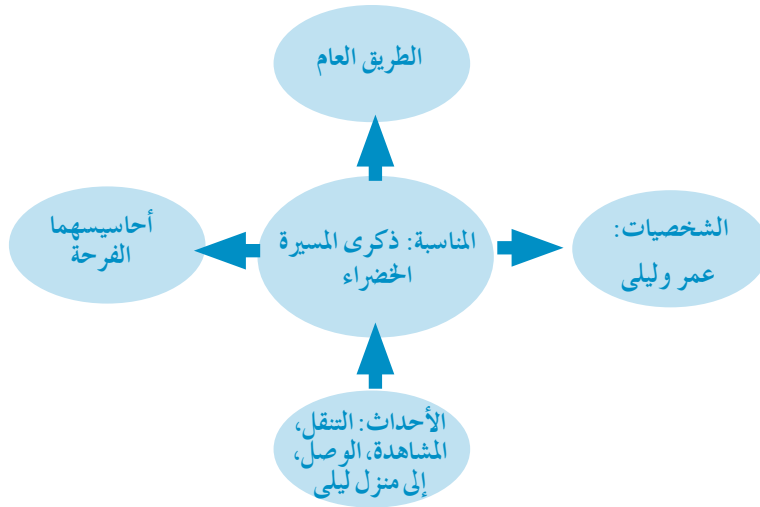 الطريق العام
الشخصيات:
عمر وليلى
المناسبة: ذكرى المسيرة
الخضراء
أحاسيسهما
الفرحة
الأحداث: التنقل،
المشاهدة، الوصل،
إلى منزل ليلى